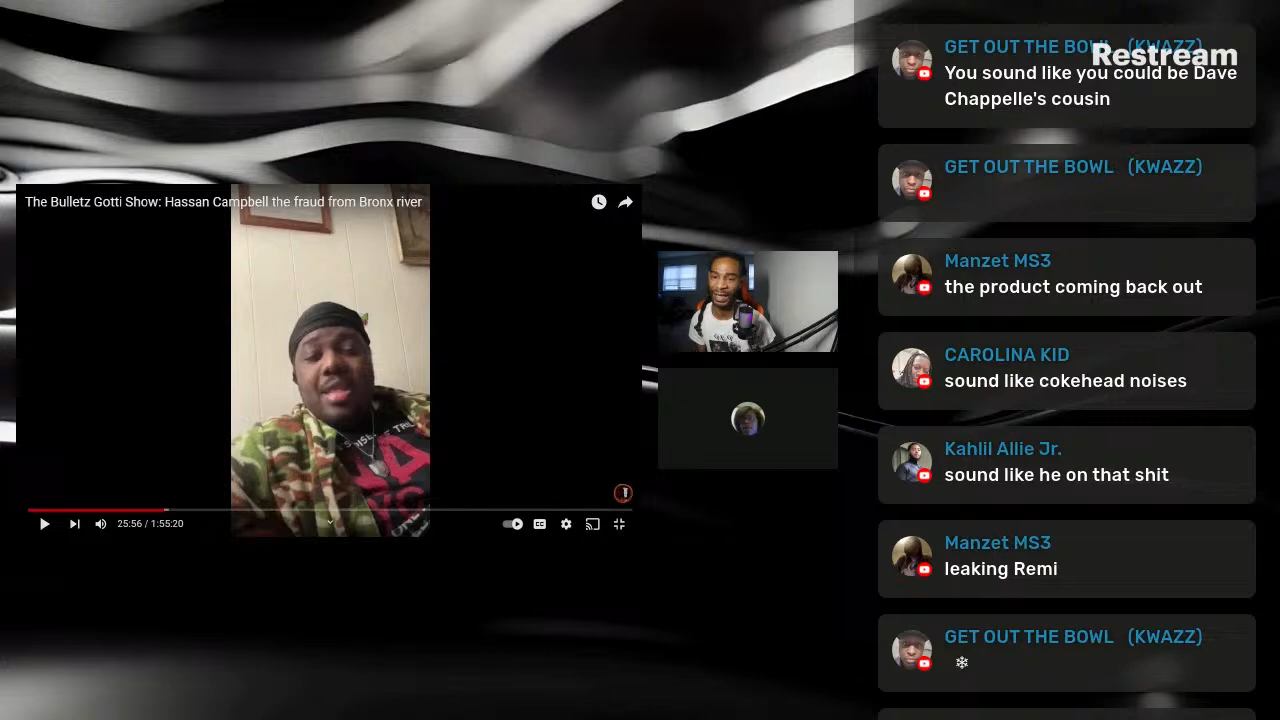 The Bulletz Gotti Show: Hassan Campbell the fraud from Bronx river
25:56 / 1:55:20
CC
Restream
GET OUT THE BOWL (KWAZZ)
You sound like you could be Dave
Chappelle's cousin
GET OUT THE BOWL (KWAZZ)
Manzet MS3
the product coming back out
CAROLINA KID
sound like cokehead noises
Kahlil Allie Jr.
sound like he on that shit
Manzet MS3
leaking Remi
GET OUT THE BOWL (KWAZZ)